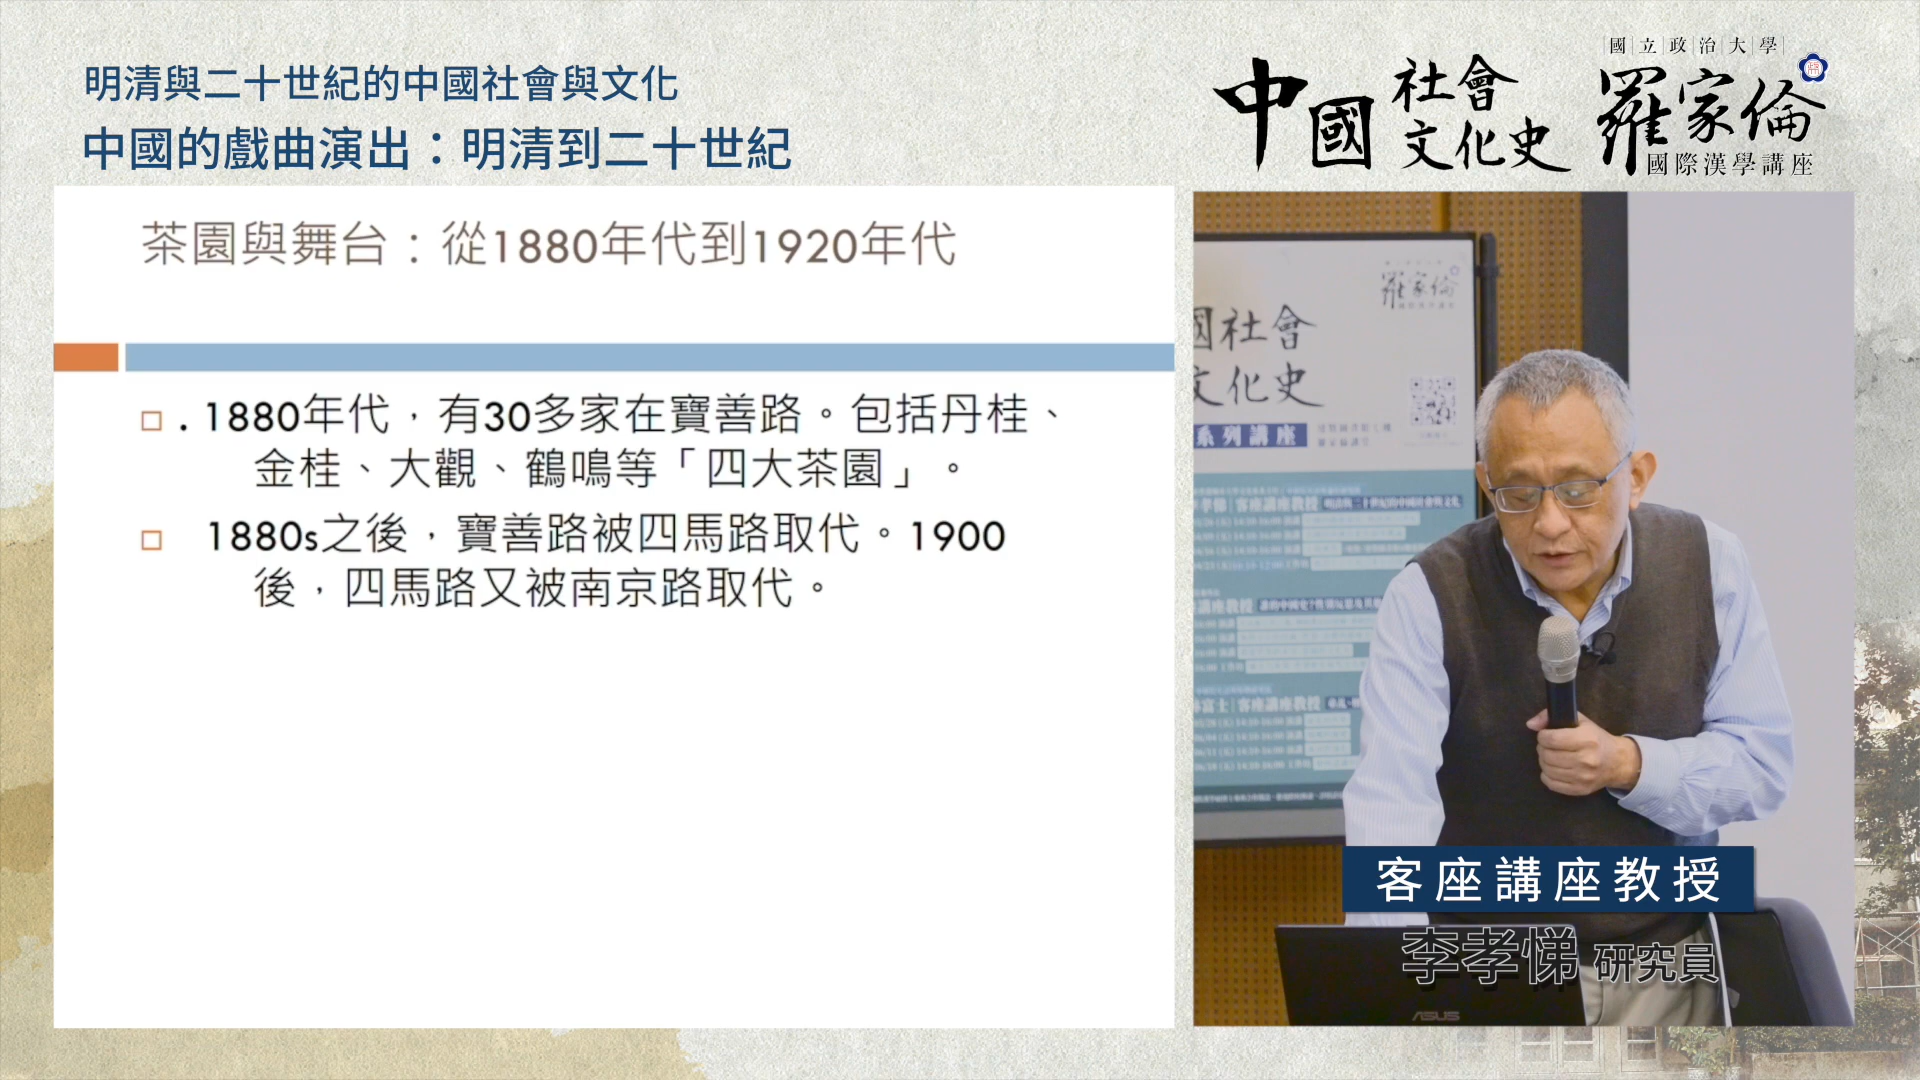 明清與二十世紀的中國社會與文化
中國的戲曲演出：明清到二十世紀
中國社會文化史
國立政治大學
羅家倫
國際漢學講座
茶園與舞台：從1880年代到1920年代
. 1880年代，有30多家在寶善路。包括丹桂、
金桂、大觀、鶴鳴等「四大茶園」。
1880s之後，寶善路被四馬路取代。1900
後，四馬路又被南京路取代。
羅家倫
國社會
文化史
系列講座
客座講座教授
李孝悌 研究員
ASUS